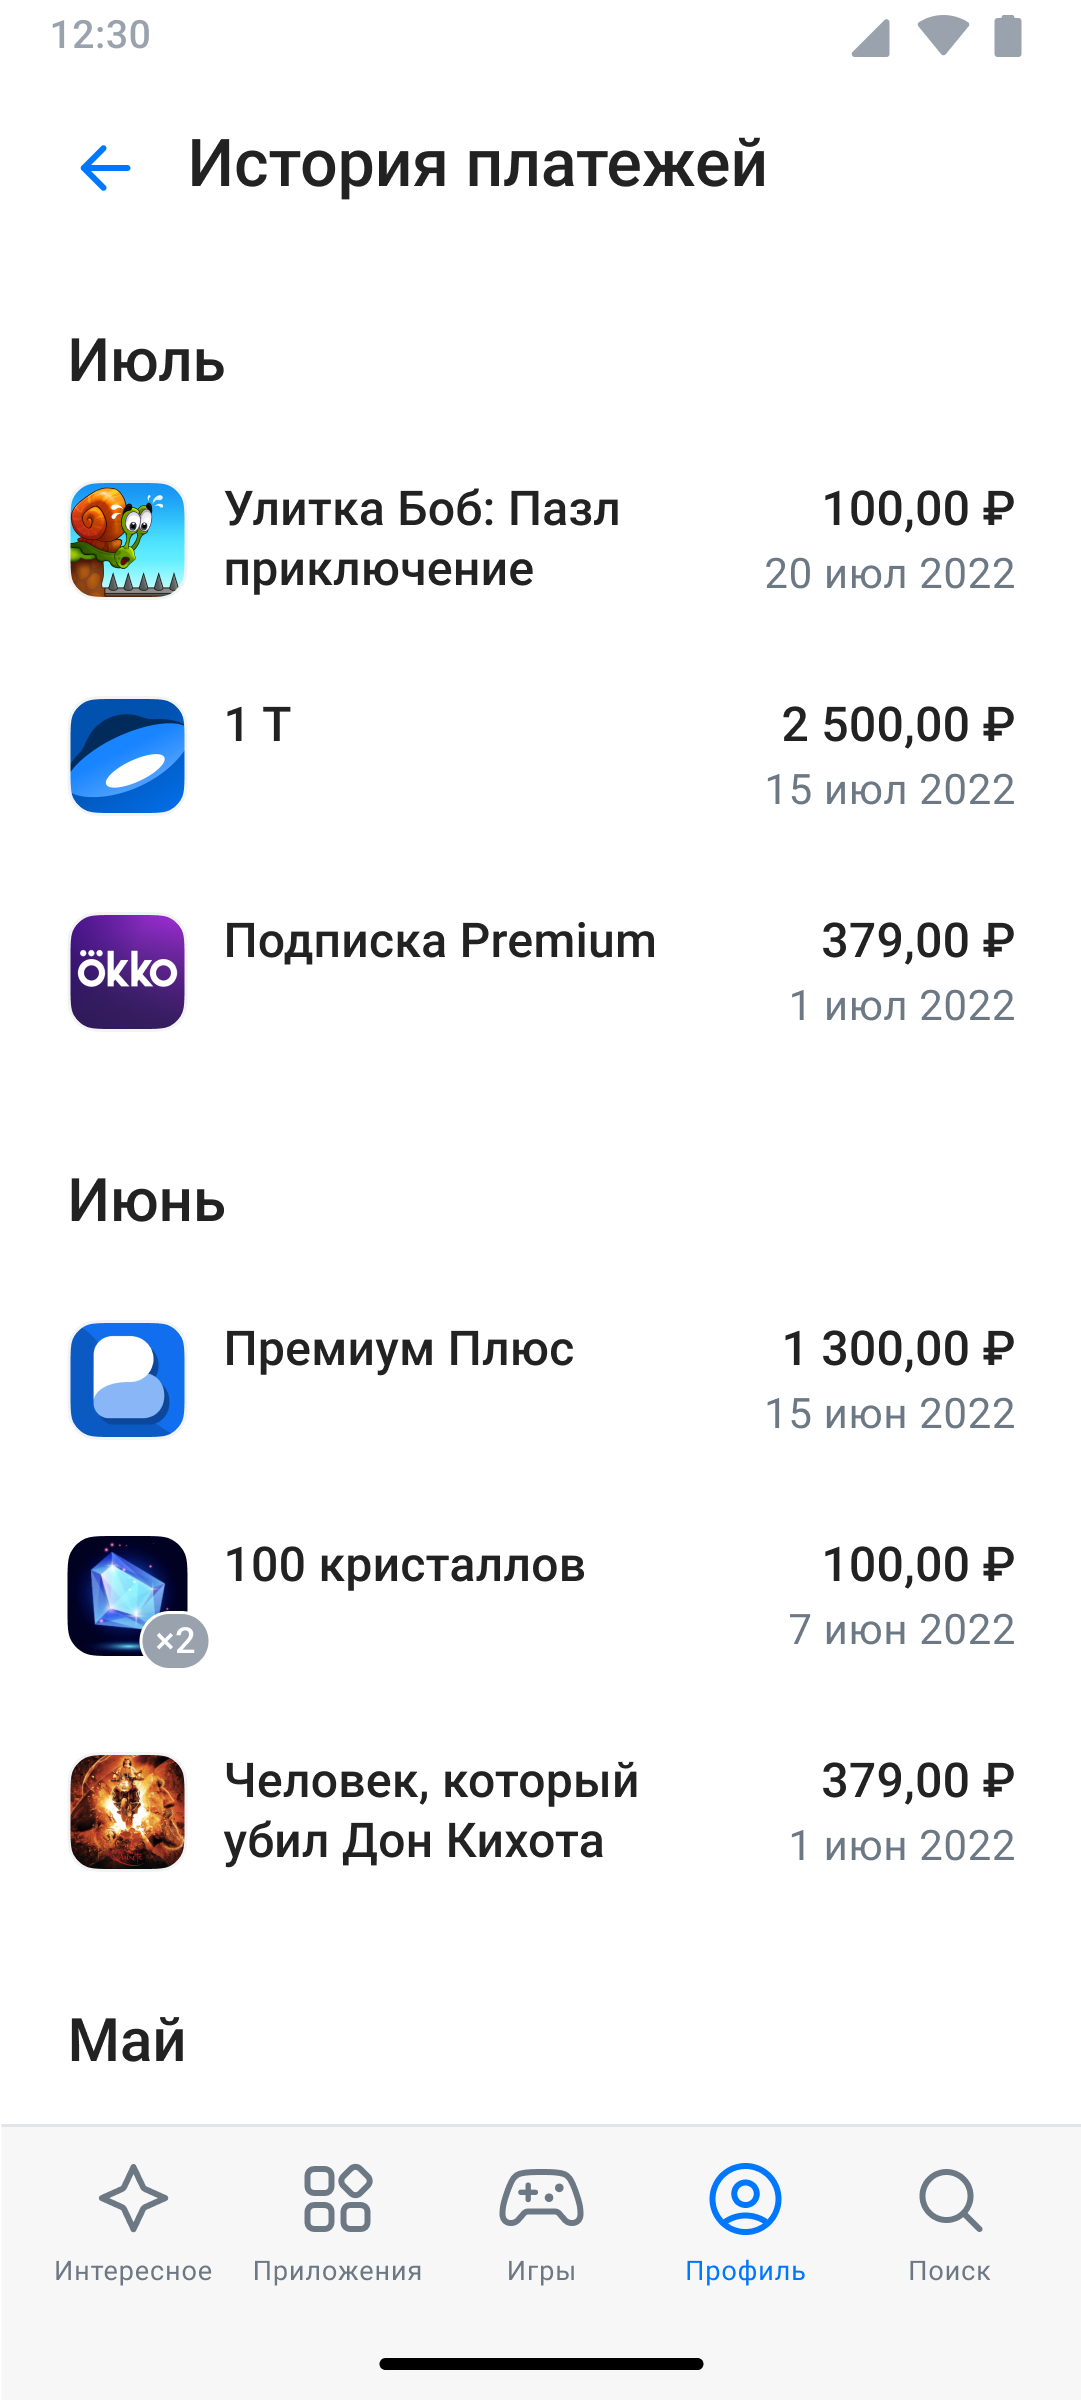 12:30
История платежей
Июль
Улитка Боб: Пазл
приключение
100,00 ₽
20 июл 2022
1 Т
2 500,00 ₽
15 июл 2022
ökko
Подписка Premium
379,00 ₽
1 июл 2022
Июнь
Премиум Плюс
1 300,00 ₽
15 июн 2022
×2
100 кристаллов
100,00 ₽
7 июн 2022
Человек, который
убил Дон Кихота
379,00 ₽
1 июн 2022
Май
Интересное
Приложения
Игры
Профиль
Поиск